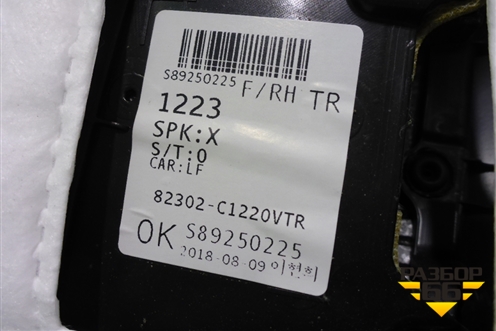 S89250225 F/RH TR
1223
SPK:X
S/T:0
CAR:LF
82302-C1220VTR
OK S89250225
2018-08-09
РАЗБОР
66